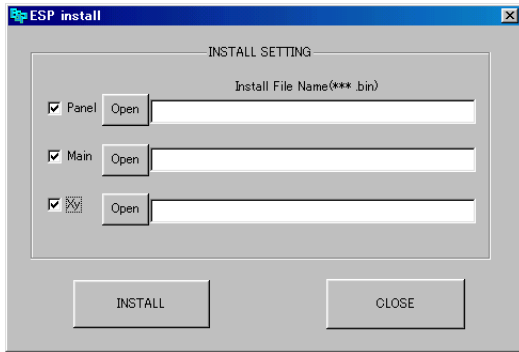 ESP install
INSTALL SETTING
Install File Name(*** .bin)
Panel Open
Main Open
Xy Open
INSTALL CLOSE